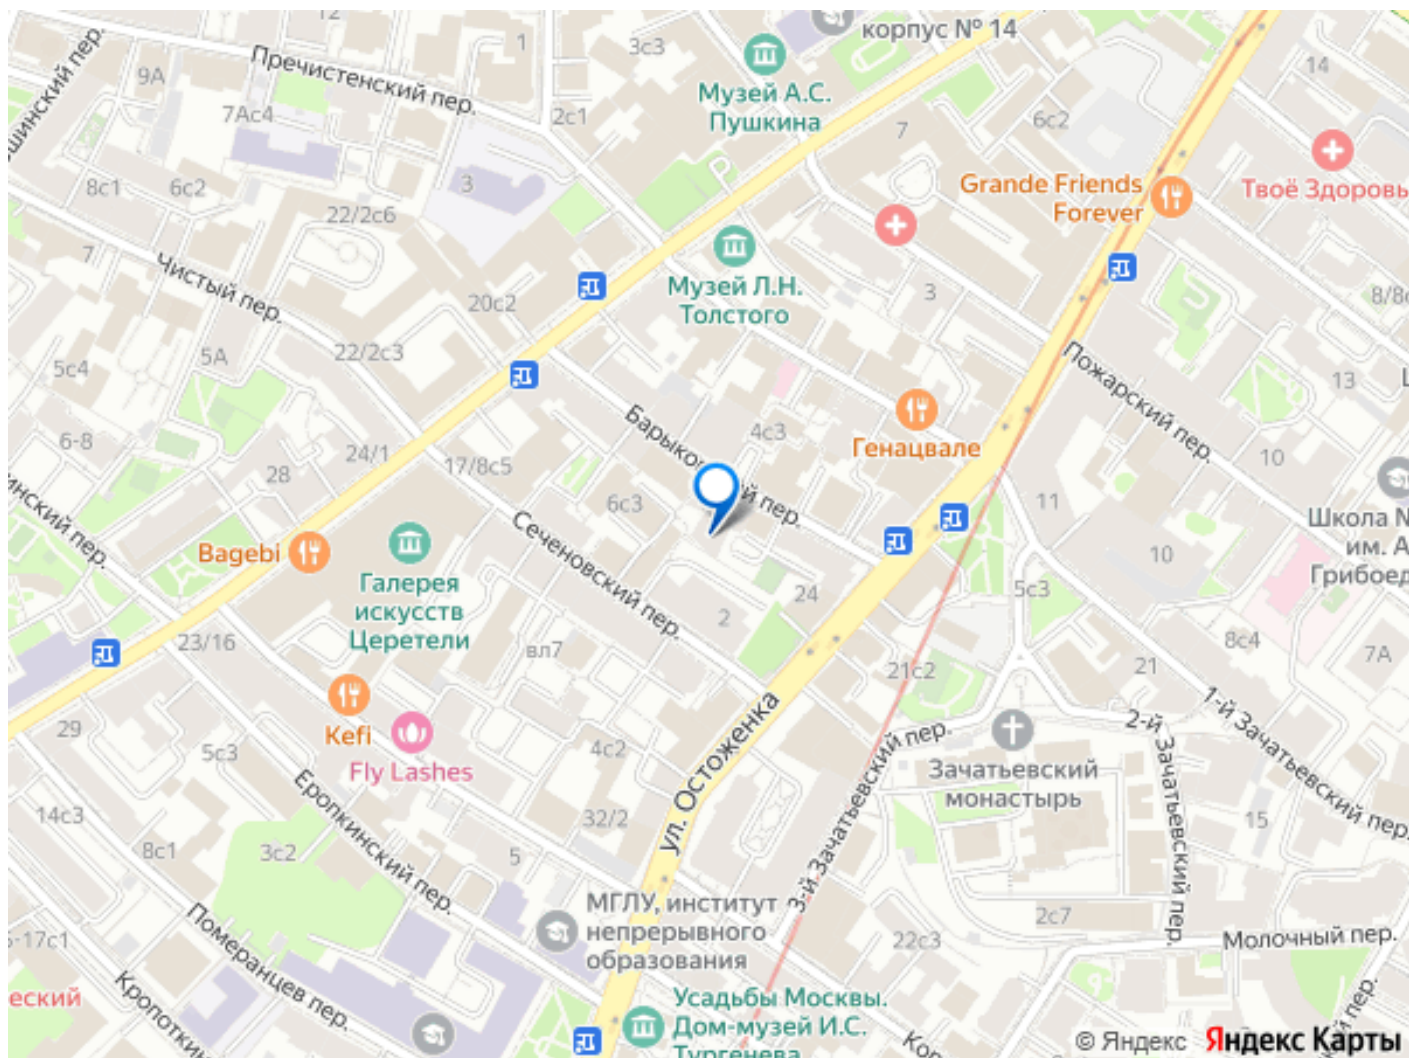 12
1
3с3
корпус № 14
14
Пречистенский пер.
9А
7Ас4
2с1
Музей А.С.
Пушкина
7
6с2
Твоё Здоровь
8с1
6с2
3
22/2с6
Grande Friends
Forever
7
Чистый пер.
20с2
Музей Л.Н.
Толстого
3
8/8с
5с4
5А
22/2с3
Пожарский пер.
13
6-8
24/1
28
17/8с5
4с3
Генацвале
10
11
6с3
Сеченовский пер.
Школа №
им. А
Грибоед
Bagebi
Галерея
искусств
Церетели
10
5с3
24
2
8с4
7А
23/16
вл7
21с2
21
1-й Зачатьевский пер.
2-й Зачатьевский пер.
29
Kefi
5с3
Fly Lashes
4с2
ул. Остоженка
3-й Зачатьевский пер.
Зачатьевский
монастырь
14с3
8с1
3с2
Еропкинский пер.
32/2
5
15
МГЛУ, институт
непрерывного
образования
2с7
22с3
Молочный пер.
Померанцев пер.
Усадьбы Москвы.
Дом-музей И.С.
Тургенева
© Яндекс Яндекс Карты